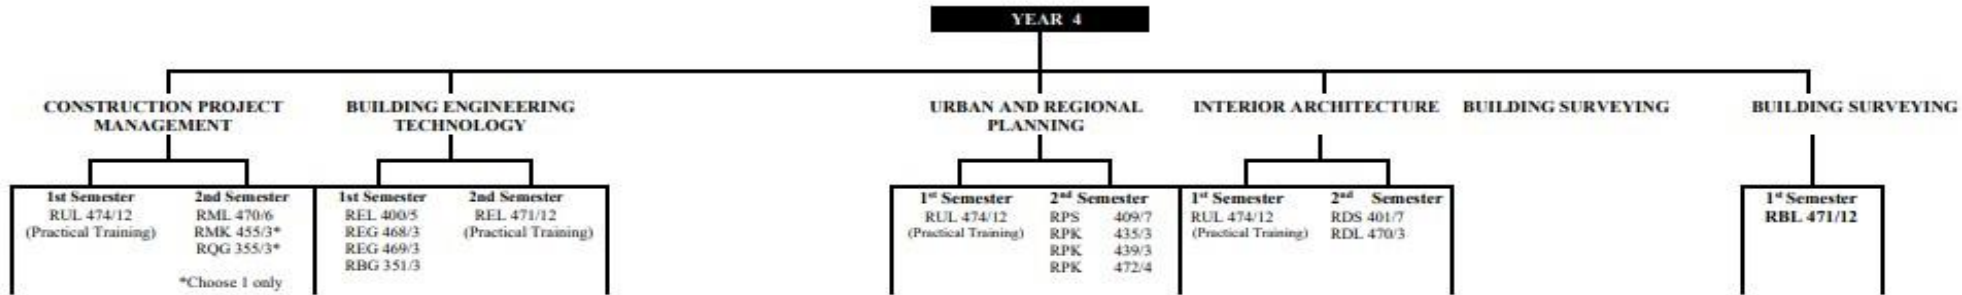 YEAR 4
CONSTRUCTION PROJECT
MANAGEMENT
1st Semester
RUL 474/12
(Practical Training)
2nd Semester
RML 470/6
RMK 455/3*
RQG 355/3*
*Choose 1 only
BUILDING ENGINEERING
TECHNOLOGY
1st Semester
REL 400/5
REG 468/3
REG 469/3
RBG 351/3
2nd Semester
REL 471/12
(Practical Training)
URBAN AND REGIONAL
PLANNING
1st Semester
RUL 474/12
(Practical Training)
2nd Semester
RPS 409/7
RPK 435/3
RPK 439/3
RPK 472/4
INTERIOR ARCHITECTURE
1st Semester
RUL 474/12
(Practical Training)
2nd Semester
RDS 401/7
RDL 470/3
BUILDING SURVEYING
BUILDING SURVEYING
1st Semester
RBL 471/12